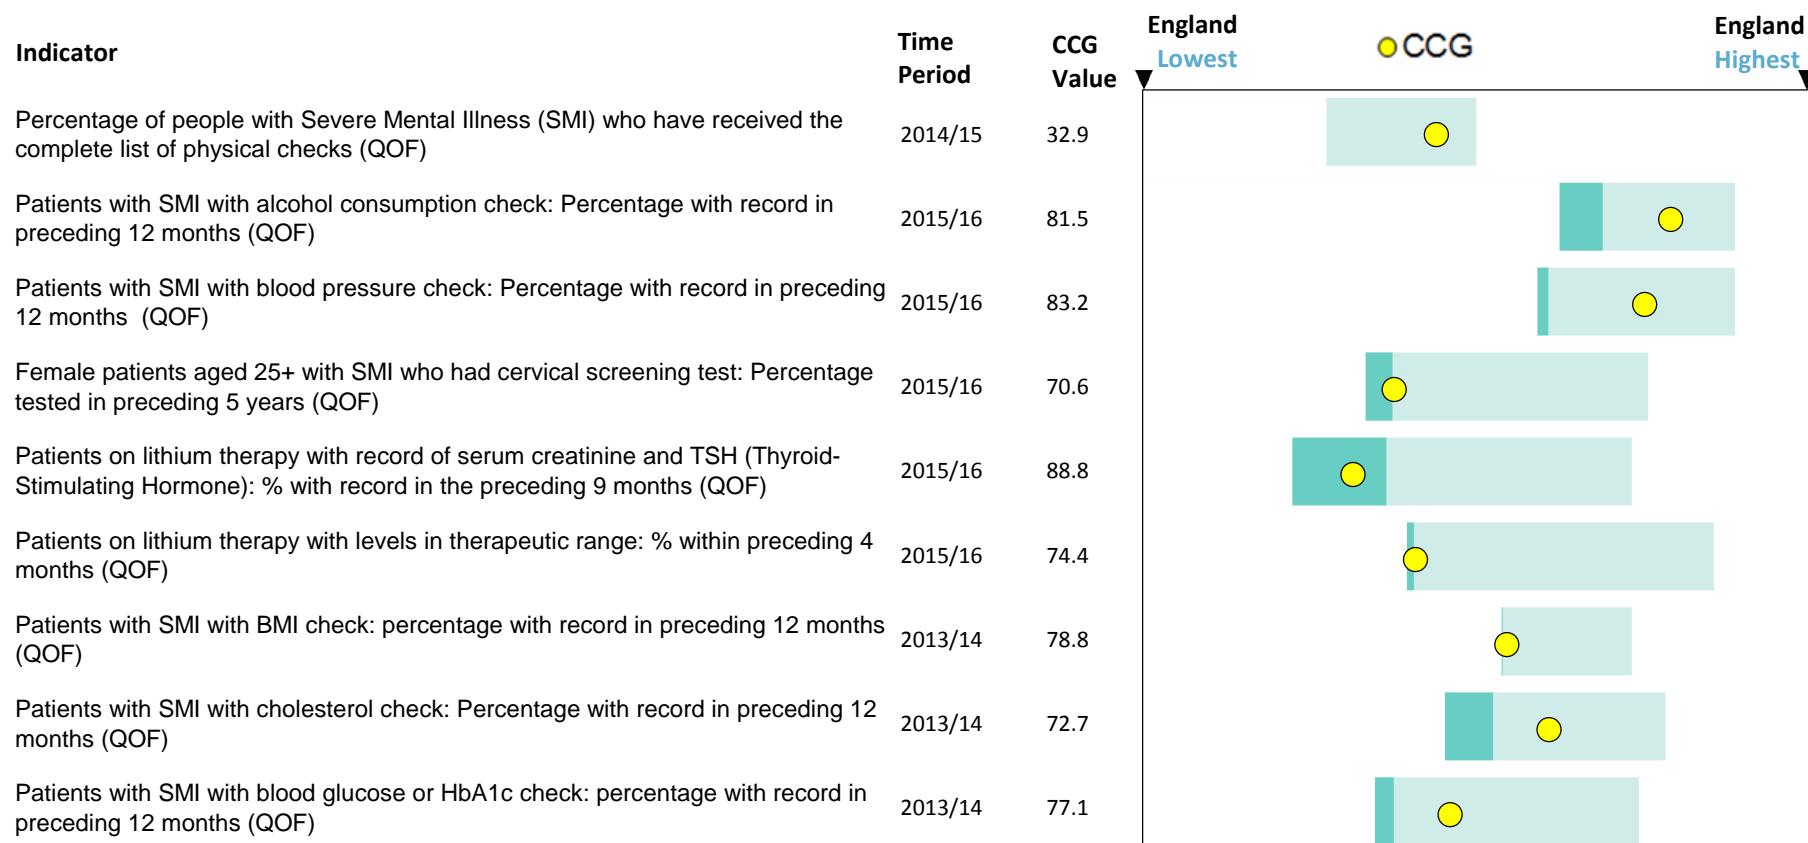 Indicator
Time
Period
CCG
Value
England
Lowest
CCG
England
Highest
Percentage of people with Severe Mental Illness (SMI) who have received the
complete list of physical checks (QOF)
2014/15
32.9
Patients with SMI with alcohol consumption check: Percentage with record in
preceding 12 months (QOF)
2015/16
81.5
Patients with SMI with blood pressure check: Percentage with record in preceding
12 months  (QOF)
2015/16
83.2
Female patients aged 25+ with SMI who had cervical screening test: Percentage
tested in preceding 5 years (QOF)
2015/16
70.6
Patients on lithium therapy with record of serum creatinine and TSH (Thyroid-
Stimulating Hormone): % with record in the preceding 9 months (QOF)
2015/16
88.8
Patients on lithium therapy with levels in therapeutic range: % within preceding 4
months (QOF)
2015/16
74.4
Patients with SMI with BMI check: percentage with record in preceding 12 months
(QOF)
2013/14
78.8
Patients with SMI with cholesterol check: Percentage with record in preceding 12
months (QOF)
2013/14
72.7
Patients with SMI with blood glucose or HbA1c check: percentage with record in
preceding 12 months (QOF)
2013/14
77.1